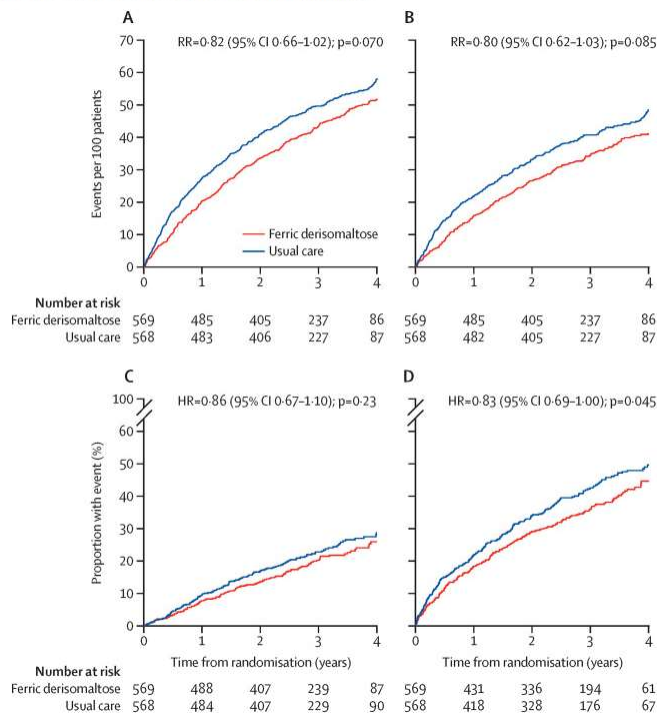 A
RR=0·82 (95% CI 0·66–1·02); p=0·070
70
60
50
40
30
20
10
0
Events per 100 patients
Ferric derisomaltose
Usual care
0 1 2 3 4
Number at risk
Ferric derisomaltose 569 485 405 237 86
Usual care 568 483 406 227 87
B
RR=0·80 (95% CI 0·62–1·03); p=0·085
0 1 2 3 4
569 485 405 237 86
568 482 405 227 87
C
HR=0·86 (95% CI 0·67–1·10); p=0·23
100
60
50
40
30
20
10
0
Proportion with event (%)
0 1 2 3 4
Time from randomisation (years)
Number at risk
Ferric derisomaltose 569 488 407 239 87
Usual care 568 484 407 229 90
D
HR=0·83 (95% CI 0·69–1·00); p=0·045
0 1 2 3 4
Time from randomisation (years)
569 431 336 194 61
568 418 328 176 67